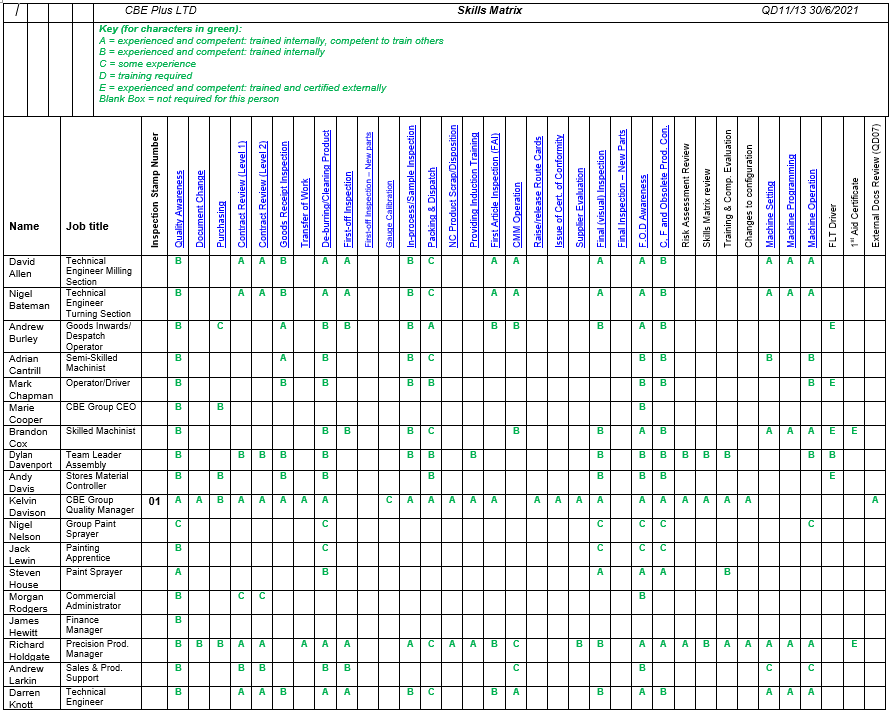 / CBE Plus LTD Skills Matrix QD11/13 30/6/2021
Key (for characters in green):
A = experienced and competent: trained internally, competent to train others
B = experienced and competent: trained internally
C = some experience
D = training required
E = experienced and competent: trained and certified externally
Blank Box = not required for this person
Name
Job title
Inspection Stamp Number
Quality Awareness
Document Change
Purchasing
Contract Review (Level 1)
Contract Review (Level 2)
Goods Receipt Inspection
Transfer of Work
De-burring/Cleaning Product
First-off Inspection
First-off Inspection – New parts
Gauge Calibration
In-process/Sample Inspection
Packing & Dispatch
NC Product Scrap/Disposition
Providing Induction Training
First Article Inspection (FAI)
CMM Operation
Raise/release Route Cards
Issue of Cert. of Conformity
Supplier Evaluation
Final (visual) Inspection
Final Inspection – New Parts
F.O.D Awareness
C. F and Obsolete Prod. Con.
Risk Assessment Review
Skills Matrix review
Training & Comp. Evaluation
Changes to configuration
Machine Setting
Machine Programming
Machine Operation
FLT Driver
1st Aid Certificate
External Docs Review (QD07)
David Technical B A A B A A B C A A A A B A A A
Allen Engineer Milling
Section
Nigel Technical B A A B A A B C A A A A B A A A
Bateman Engineer
Turning Section
Andrew Goods Inwards/ B C A B B B A B B B A B E
Burley Despatch
Operator
Adrian Semi-Skilled B A B B C B B B B
Cantrill Machinist
Mark Operator/Driver B B B B B B B B E
Chapman
Marie CBE Group CEO B B B
Cooper
Brandon Skilled Machinist B B B B C B B A B A A A E E
Cox
Dylan Team Leader B B B B B B B B B B B B B B B B
Davenport Assembly
Andy Stores Material B B B B B B B B E
Davis Controller
Kelvin CBE Group 01 A A B A A A A A C A A A A A A A A A A A A A A A A
Davison Quality Manager
Nigel Group Paint C C C C C C
Nelson Sprayer
Jack Painting B C C C C
Lewin Apprentice
Steven Paint Sprayer A B A A A B
House
Morgan Commercial B C C B
Rodgers Administrator
James Finance B
Hewitt Manager
Richard Precision Prod. B B B A A A A A A C A A B C B B A A A B A A A A A E
Holdgate Manager
Andrew Sales & Prod. B B B B B C B C C
Larkin Support
Darren Technical B A A B A A B C B A B A B A A A
Knott Engineer